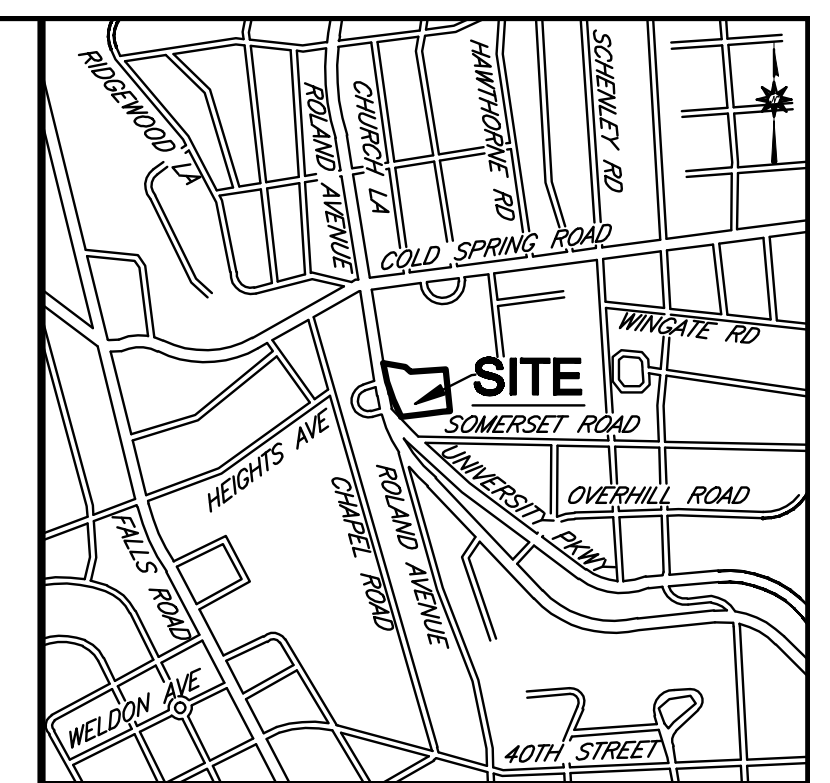 RIDGEWOOD LA
ROLAND AVENUE
CHURCH LA
HAWTHORNE RD
SCHENLEY RD
COLD SPRING ROAD
WINGATE RD
SITE
SOMERSET ROAD
HEIGHTS AVE
UNIVERSITY PKWY
OVERHILL ROAD
CHAPEL ROAD
ROLAND AVENUE
FALLS ROAD
WELDON AVE
40TH STREET